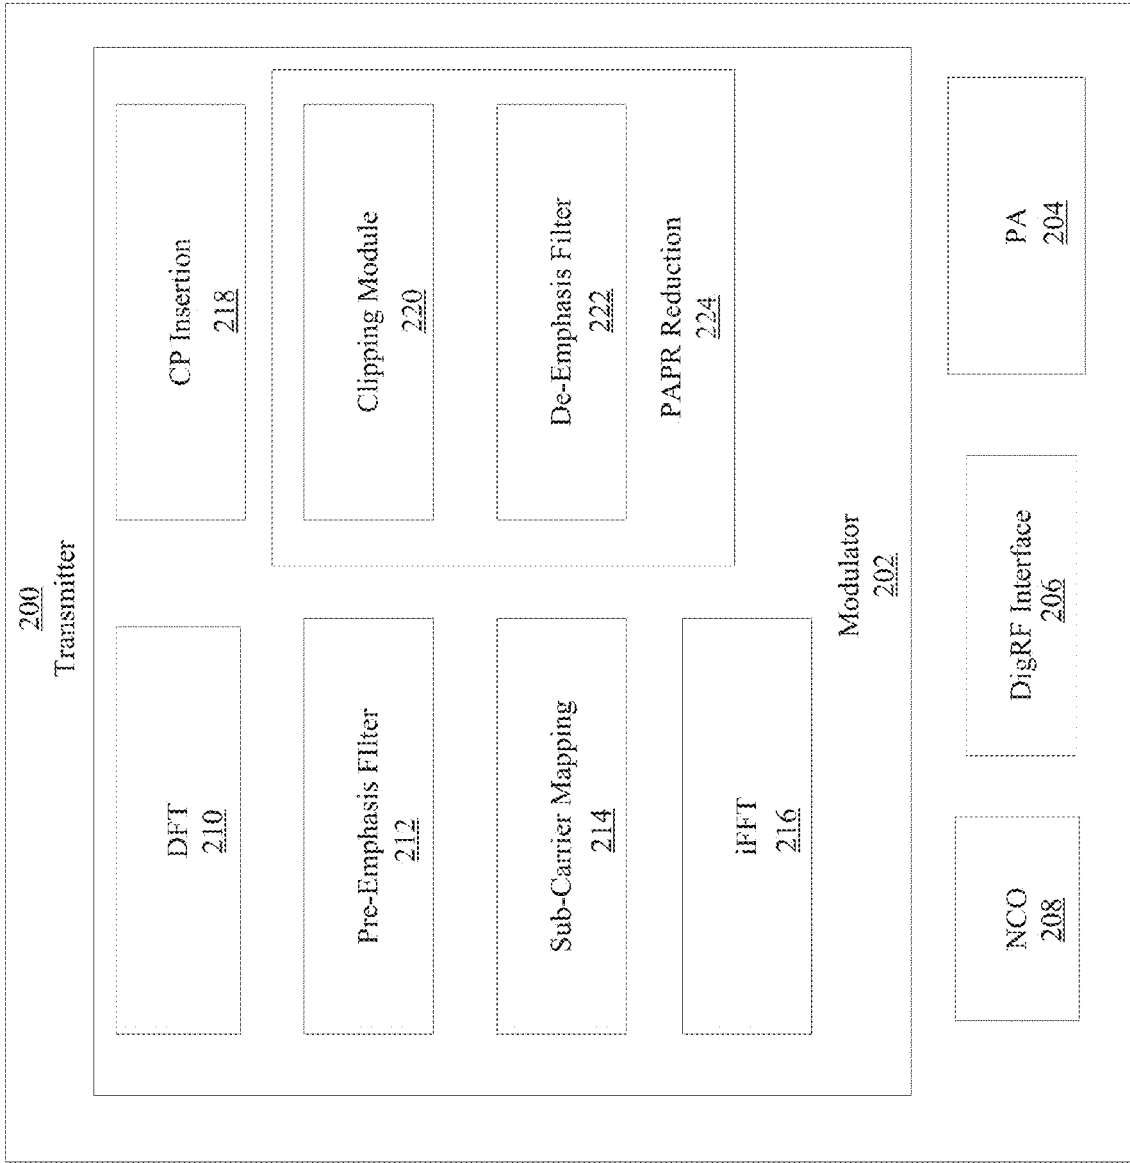 200
Transmitter
DFT
210
CP Insertion
218
Pre-Emphasis FIlter
212
Clipping Module
220
Sub-Carrier Mapping
214
De-Emphasis Filter
222
iFFT
216
PAPR Reduction
224
Modulator
202
NCO
208
DigRF Interface
206
PA
204